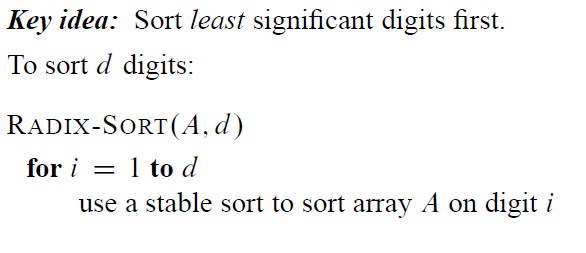 Key idea: Sort least significant digits first.
To sort d digits:
RADIX-SORT(A, d)
for i = 1 to d
use a stable sort to sort array A on digit i